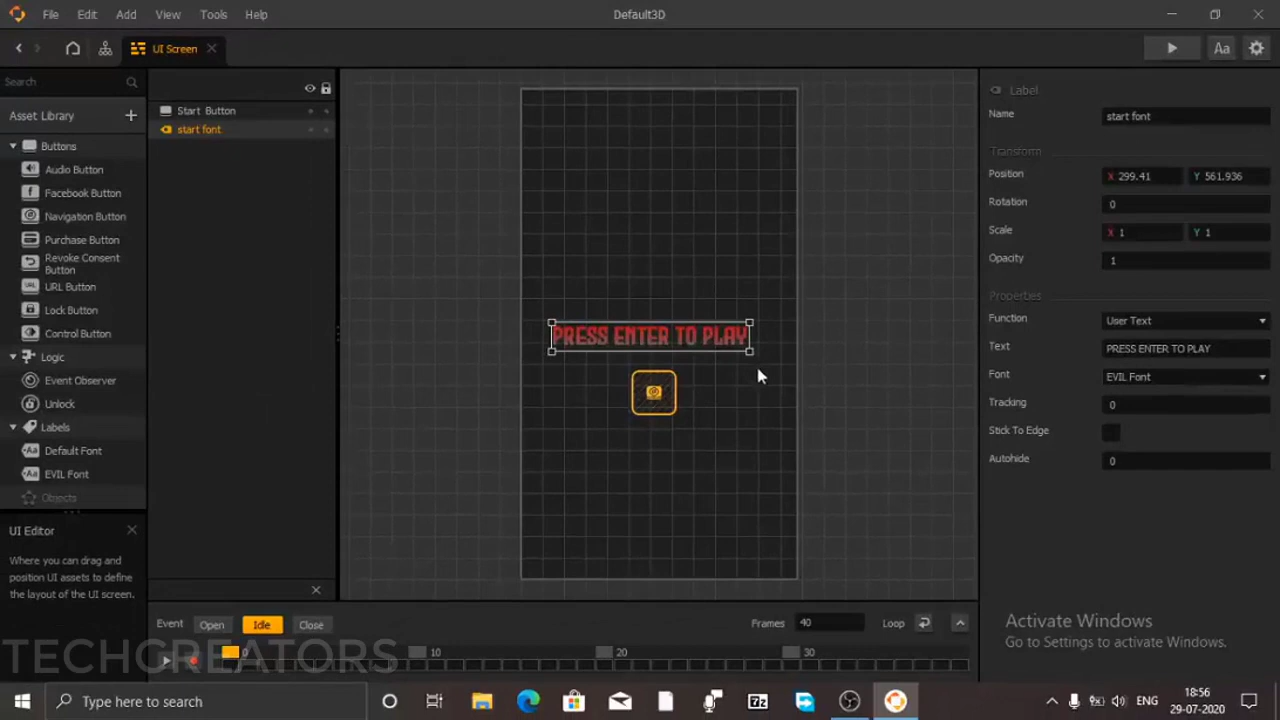 File Edit Add View Tools Help
Default3D
UI Screen
Aa
Search
Asset Library
Buttons
Audio Button
Facebook Button
Navigation Button
Purchase Button
Revoke Consent
Button
URL Button
Lock Button
Control Button
Logic
Event Observer
Unlock
Labels
Default Font
EVIL Font
Objects
UI Editor
Where you can drag and
position UI assets to define
the layout of the UI screen.
Start Button
start font
PRESS ENTER TO PLAY
Label
Name start font
Transform
Position X 299.41 Y 561.936
Rotation 0
Scale X 1 Y 1
Opacity 1
Properties
Function User Text
Text PRESS ENTER TO PLAY
Font EVIL Font
Tracking 0
Stick To Edge
Autohide 0
Event Open Idle Close
Frames 40 Loop
0 10 20 30
TECHCREATORS
Activate Windows
Go to Settings to activate Windows.
Type here to search
ENG
18:56
29-07-2020